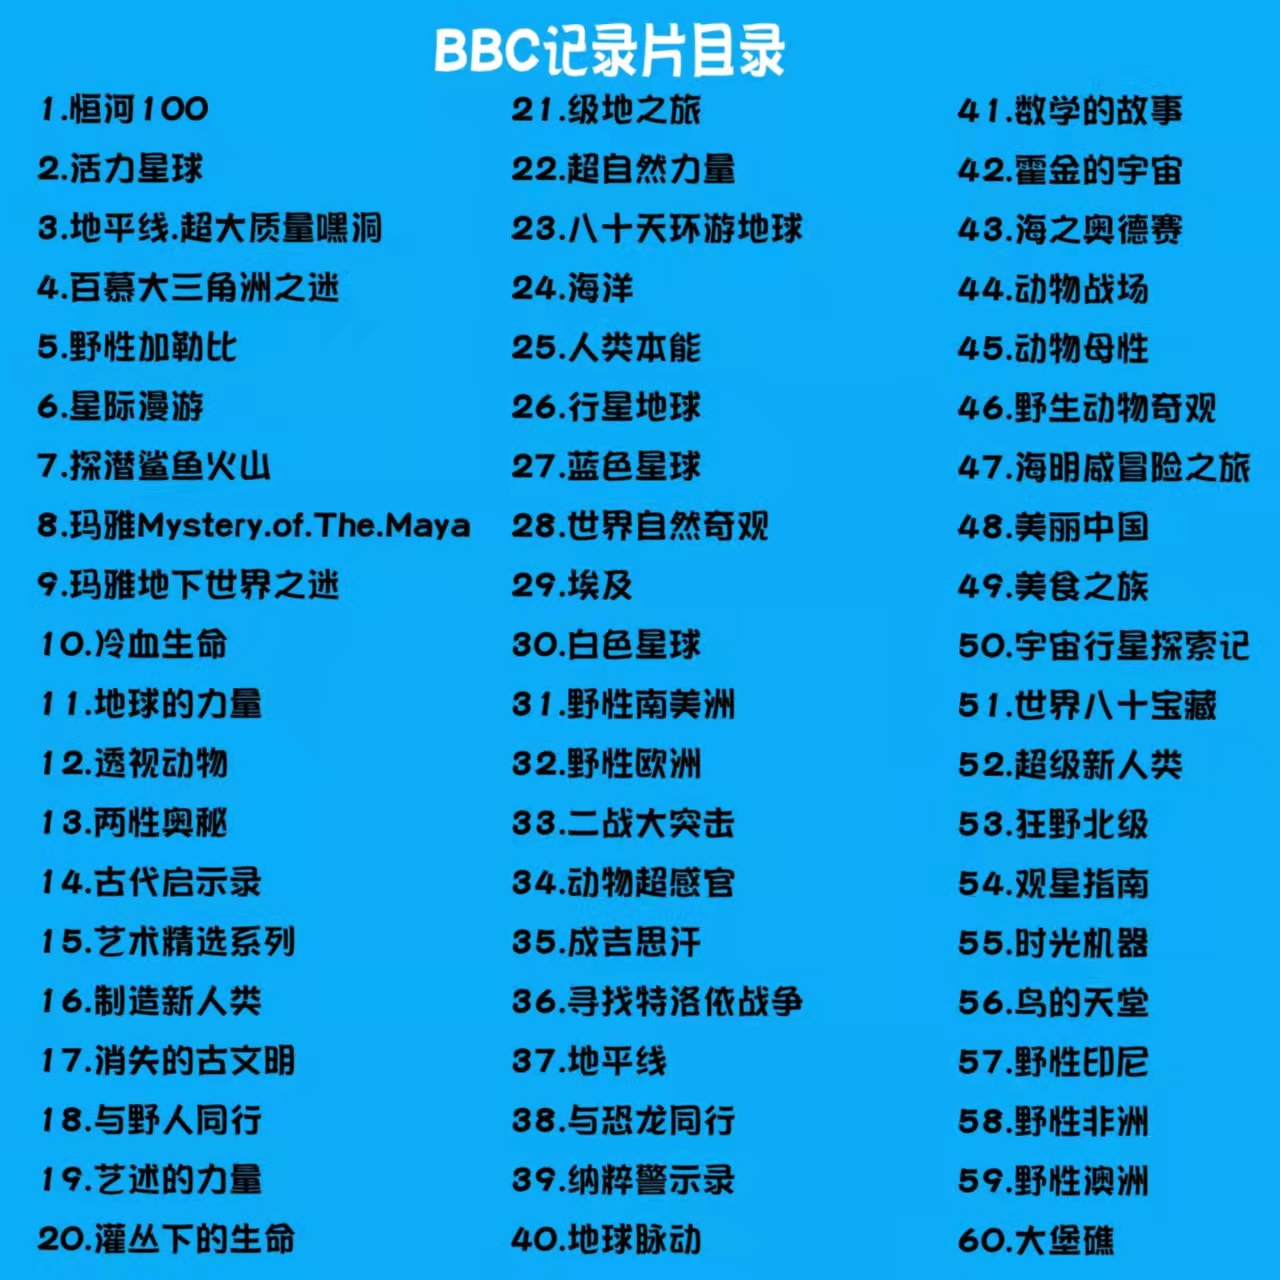 BBC记录片目录
1.恒河100
2.活力星球
3.地平线.超大质量嘿洞
4.百慕大三角洲之迷
5.野性加勒比
6.星际漫游
7.探潜鲨鱼火山
8.玛雅Mystery.of.The.Maya
9.玛雅地下世界之迷
10.冷血生命
11.地球的力量
12.透视动物
13.两性奥秘
14.古代启示录
15.艺术精选系列
16.制造新人类
17.消失的古文明
18.与野人同行
19.艺述的力量
20.灌丛下的生命
21.级地之旅
22.超自然力量
23.八十天环游地球
24.海洋
25.人类本能
26.行星地球
27.蓝色星球
28.世界自然奇观
29.埃及
30.白色星球
31.野性南美洲
32.野性欧洲
33.二战大突击
34.动物超感官
35.成吉思汗
36.寻找特洛依战争
37.地平线
38.与恐龙同行
39.纳粹警示录
40.地球脉动
41.数学的故事
42.霍金的宇宙
43.海之奥德赛
44.动物战场
45.动物母性
46.野生动物奇观
47.海明威冒险之旅
48.美丽中国
49.美食之族
50.宇宙行星探索记
51.世界八十宝藏
52.超级新人类
53.狂野北级
54.观星指南
55.时光机器
56.鸟的天堂
57.野性印尼
58.野性非洲
59.野性澳洲
60.大堡礁